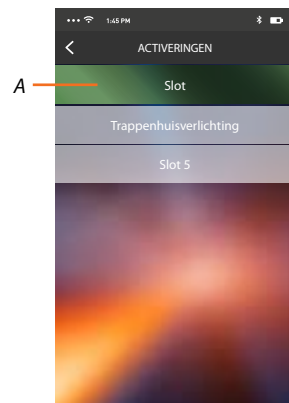 1:45 PM
ACTIVERINGEN
A
Slot
Trappenhuisverlichting
Slot 5